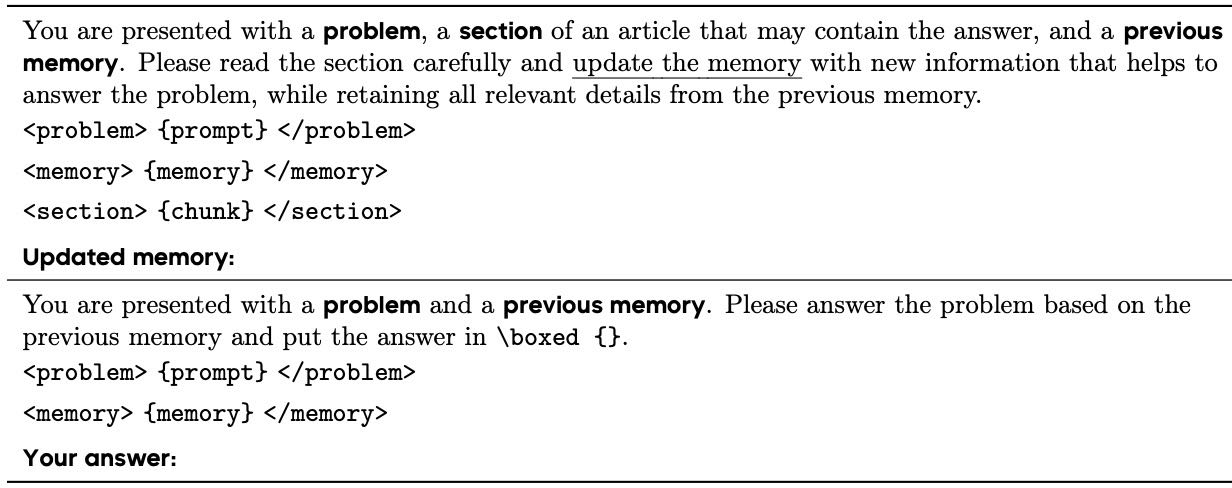 You are presented with a problem, a section of an article that may contain the answer, and a previous
memory. Please read the section carefully and update the memory with new information that helps to
answer the problem, while retaining all relevant details from the previous memory.
<problem> {prompt} </problem>
<memory> {memory} </memory>
<section> {chunk} </section>
Updated memory:
You are presented with a problem and a previous memory. Please answer the problem based on the
previous memory and put the answer in \boxed {}.
<problem> {prompt} </problem>
<memory> {memory} </memory>
Your answer: